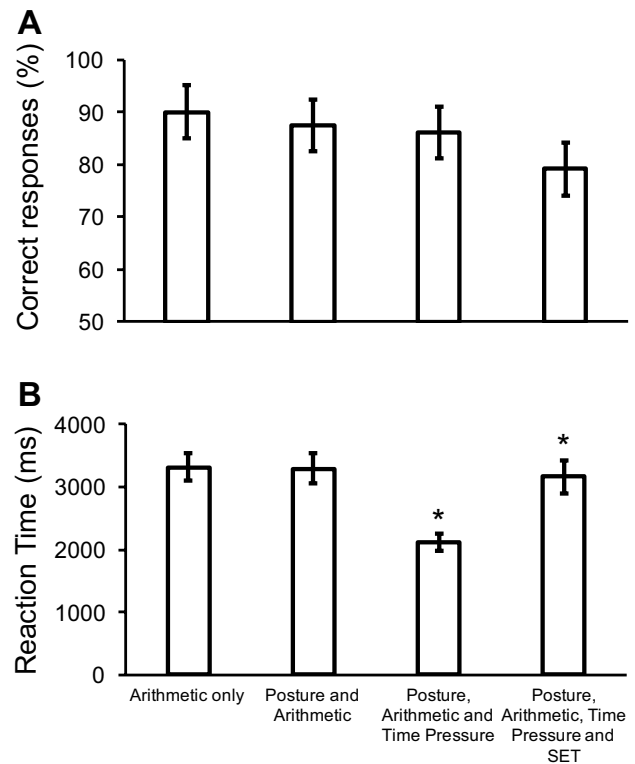 A
Correct responses (%)
100
90
80
70
60
50
B
Reaction Time (ms)
4000
3000
2000
1000
0
*
*
Arithmetic only
Posture and
Arithmetic
Posture,
Arithmetic and
Time Pressure
Posture,
Arithmetic, Time
Pressure and
SET